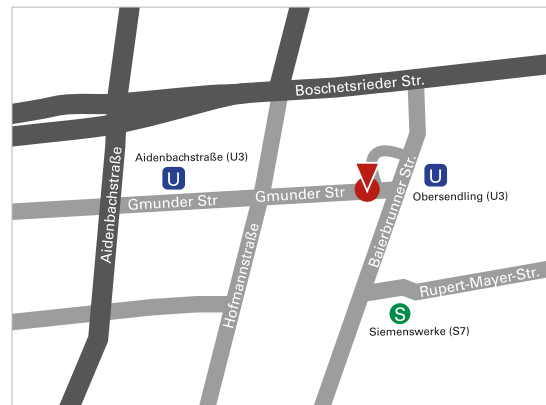 Boschetsrieder Str.
Aidenbachstraße (U3)
U
Gmunder Str
Gmunder Str
U
Obersendling (U3)
Aidenbachstraße
Hofmannstraße
Baierbrunner Str.
Rupert-Mayer-Str.
S
Siemenswerke (S7)